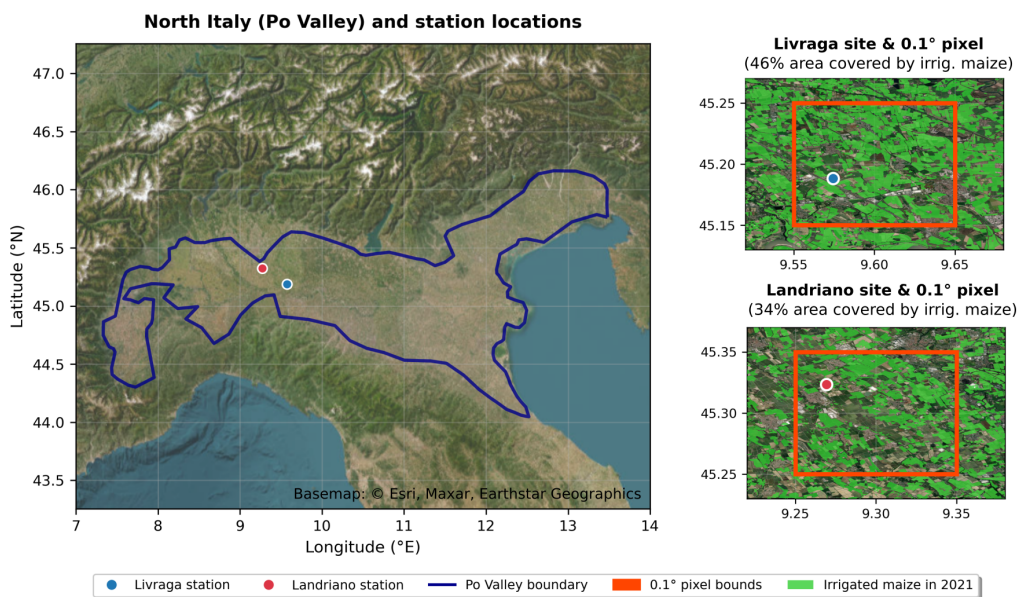 North Italy (Po Valley) and station locations
47.0
46.5
46.0
45.5
45.0
44.5
44.0
43.5
Latitude (°N)
Basemap: © Esri, Maxar, Earthstar Geographics
7 8 9 10 11 12 13 14
Longitude (°E)
Livraga site & 0.1° pixel
(46% area covered by irrig. maize)
45.25
45.20
45.15
9.55 9.60 9.65
Landriano site & 0.1° pixel
(34% area covered by irrig. maize)
45.35
45.30
45.25
9.25 9.30 9.35
Livraga station Landriano station Po Valley boundary 0.1° pixel bounds Irrigated maize in 2021